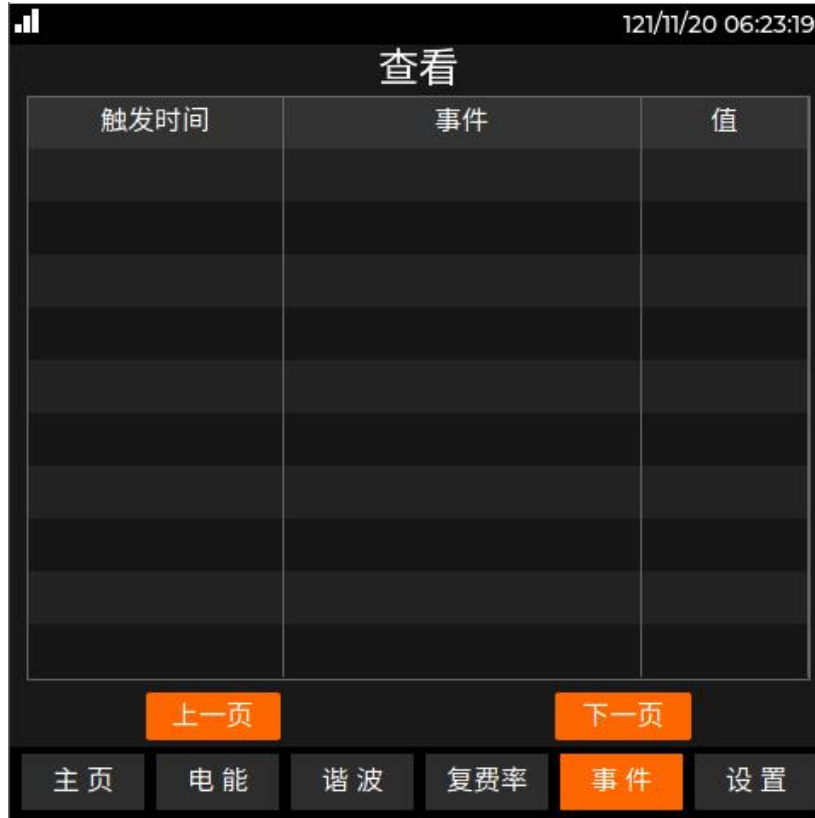 121/11/20 06:23:19
查看
触发时间 事件 值
上一页 下一页
主页 电能 谐波 复费率 事件 设置